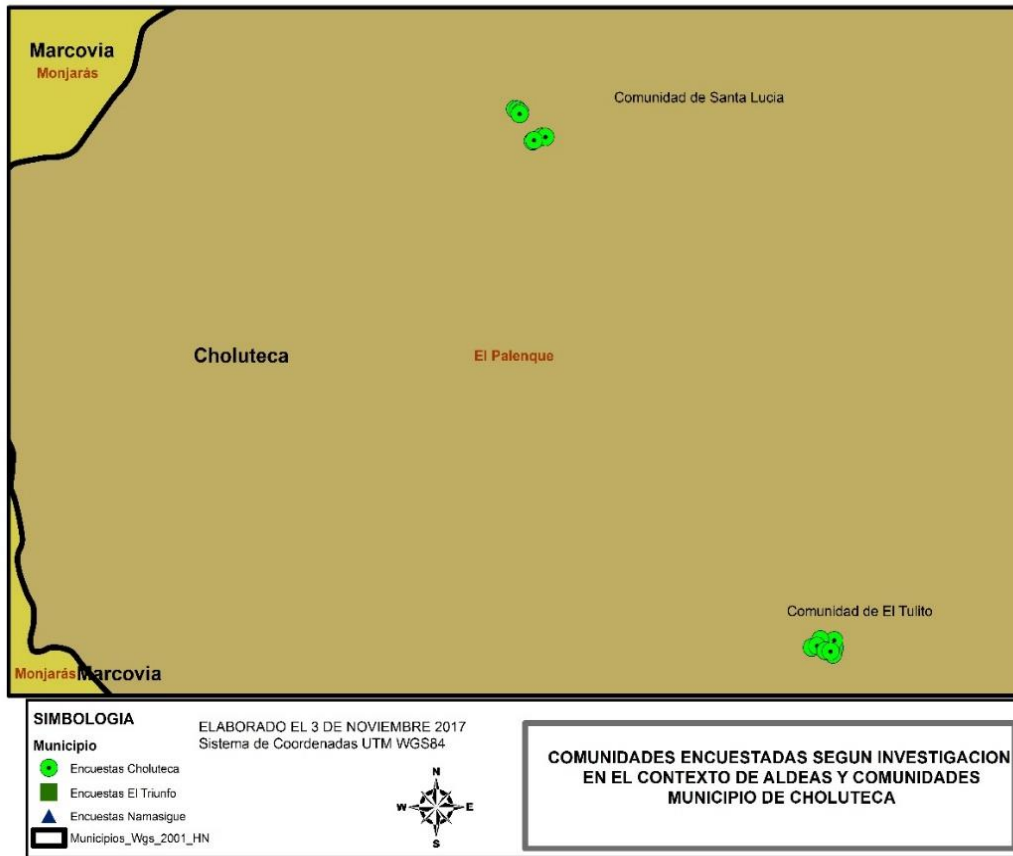 Marcovia
Monjarás
Comunidad de Santa Lucia
Choluteca
El Palenque
Comunidad de El Tulito
Monjarás Marcovia
SIMBOLOGIA
Municipio
Encuestas Choluteca
Encuestas El Triunfo
Encuestas Namasigue
Municipios_Wgs_2001_HN
ELABORADO EL 3 DE NOVIEMBRE 2017
Sistema de Coordenadas UTM WGS84
N
W E
S
COMUNIDADES ENCUESTADAS SEGUN INVESTIGACION
EN EL CONTEXTO DE ALDEAS Y COMUNIDADES
MUNICIPIO DE CHOLUTECA